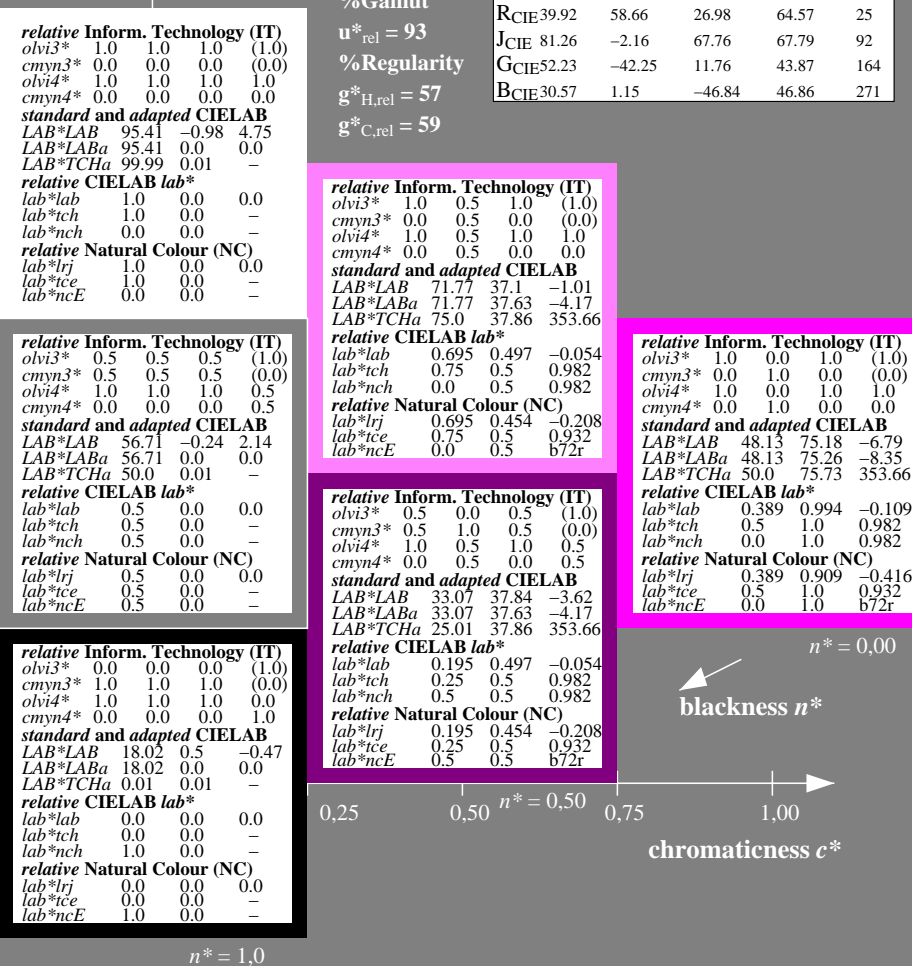 %Gamut
u*rel = 93
%Regularity
g*H,rel = 57
g*C,rel = 59
RCIE 39.92 58.66 26.98 64.57 25
JCIE 81.26 −2.16 67.76 67.79 92
GCIE 52.23 −42.25 11.76 43.87 164
BCIE 30.57 1.15 −46.84 46.86 271
relative Inform. Technology (IT)
olvi3* 1.0 1.0 1.0 (1.0)
cmyn3* 0.0 0.0 0.0 (0.0)
olvi4* 1.0 1.0 1.0 1.0
cmyn4* 0.0 0.0 0.0 0.0
standard and adapted CIELAB
LAB*LAB 95.41 −0.98 4.75
LAB*LABa 95.41 0.0 0.0
LAB*TCHa 99.99 0.01 –
relative CIELAB lab*
lab*lab 1.0 0.0 0.0
lab*tch 1.0 0.0 –
lab*nch 0.0 0.0 –
relative Natural Colour (NC)
lab*lrj 1.0 0.0 0.0
lab*tce 1.0 0.0 –
lab*ncE 0.0 0.0 –
relative Inform. Technology (IT)
olvi3* 1.0 0.5 1.0 (1.0)
cmyn3* 0.0 0.5 0.0 (0.0)
olvi4* 1.0 0.5 1.0 1.0
cmyn4* 0.0 0.5 0.0 0.0
standard and adapted CIELAB
LAB*LAB 71.77 37.1 −1.01
LAB*LABa 71.77 37.63 −4.17
LAB*TCHa 75.0 37.86 353.66
relative CIELAB lab*
lab*lab 0.695 0.497 −0.054
lab*tch 0.75 0.5 0.982
lab*nch 0.0 0.5 0.982
relative Natural Colour (NC)
lab*lrj 0.695 0.454 −0.208
lab*tce 0.75 0.5 0.932
lab*ncE 0.0 0.5 b72r
relative Inform. Technology (IT)
olvi3* 0.5 0.5 0.5 (1.0)
cmyn3* 0.5 0.5 0.5 (0.0)
olvi4* 1.0 1.0 1.0 0.5
cmyn4* 0.0 0.0 0.0 0.5
standard and adapted CIELAB
LAB*LAB 56.71 −0.24 2.14
LAB*LABa 56.71 0.0 0.0
LAB*TCHa 50.0 0.01 –
relative CIELAB lab*
lab*lab 0.5 0.0 0.0
lab*tch 0.5 0.0 –
lab*nch 0.5 0.0 –
relative Natural Colour (NC)
lab*lrj 0.5 0.0 0.0
lab*tce 0.5 0.0 –
lab*ncE 0.5 0.0 –
relative Inform. Technology (IT)
olvi3* 1.0 0.0 1.0 (1.0)
cmyn3* 0.0 1.0 0.0 (0.0)
olvi4* 1.0 0.0 1.0 1.0
cmyn4* 0.0 1.0 0.0 0.0
standard and adapted CIELAB
LAB*LAB 48.13 75.18 −6.79
LAB*LABa 48.13 75.26 −8.35
LAB*TCHa 50.0 75.73 353.66
relative CIELAB lab*
lab*lab 0.389 0.994 −0.109
lab*tch 0.5 1.0 0.982
lab*nch 0.0 1.0 0.982
relative Natural Colour (NC)
lab*lrj 0.389 0.909 −0.416
lab*tce 0.5 1.0 0.932
lab*ncE 0.0 1.0 b72r
relative Inform. Technology (IT)
olvi3* 0.5 0.0 0.5 (1.0)
cmyn3* 0.5 1.0 0.5 (0.0)
olvi4* 1.0 0.5 1.0 0.5
cmyn4* 0.0 0.5 0.0 0.5
standard and adapted CIELAB
LAB*LAB 33.07 37.84 −3.62
LAB*LABa 33.07 37.63 −4.17
LAB*TCHa 25.01 37.86 353.66
relative CIELAB lab*
lab*lab 0.195 0.497 −0.054
lab*tch 0.25 0.5 0.982
lab*nch 0.5 0.5 0.982
relative Natural Colour (NC)
lab*lrj 0.195 0.454 −0.208
lab*tce 0.25 0.5 0.932
lab*ncE 0.5 0.5 b72r
relative Inform. Technology (IT)
olvi3* 0.0 0.0 0.0 (1.0)
cmyn3* 1.0 1.0 1.0 (0.0)
olvi4* 1.0 1.0 1.0 0.0
cmyn4* 0.0 0.0 0.0 1.0
standard and adapted CIELAB
LAB*LAB 18.02 0.5 −0.47
LAB*LABa 18.02 0.0 0.0
LAB*TCHa 0.01 0.01 –
relative CIELAB lab*
lab*lab 0.0 0.0 0.0
lab*tch 0.0 0.0 –
lab*nch 1.0 0.0 –
relative Natural Colour (NC)
lab*lrj 0.0 0.0 0.0
lab*tce 0.0 0.0 –
lab*ncE 1.0 0.0 –
n* = 0,00
blackness n*
0,25 0,50 n* = 0,50 0,75 1,00
chromaticness c*
n* = 1,0